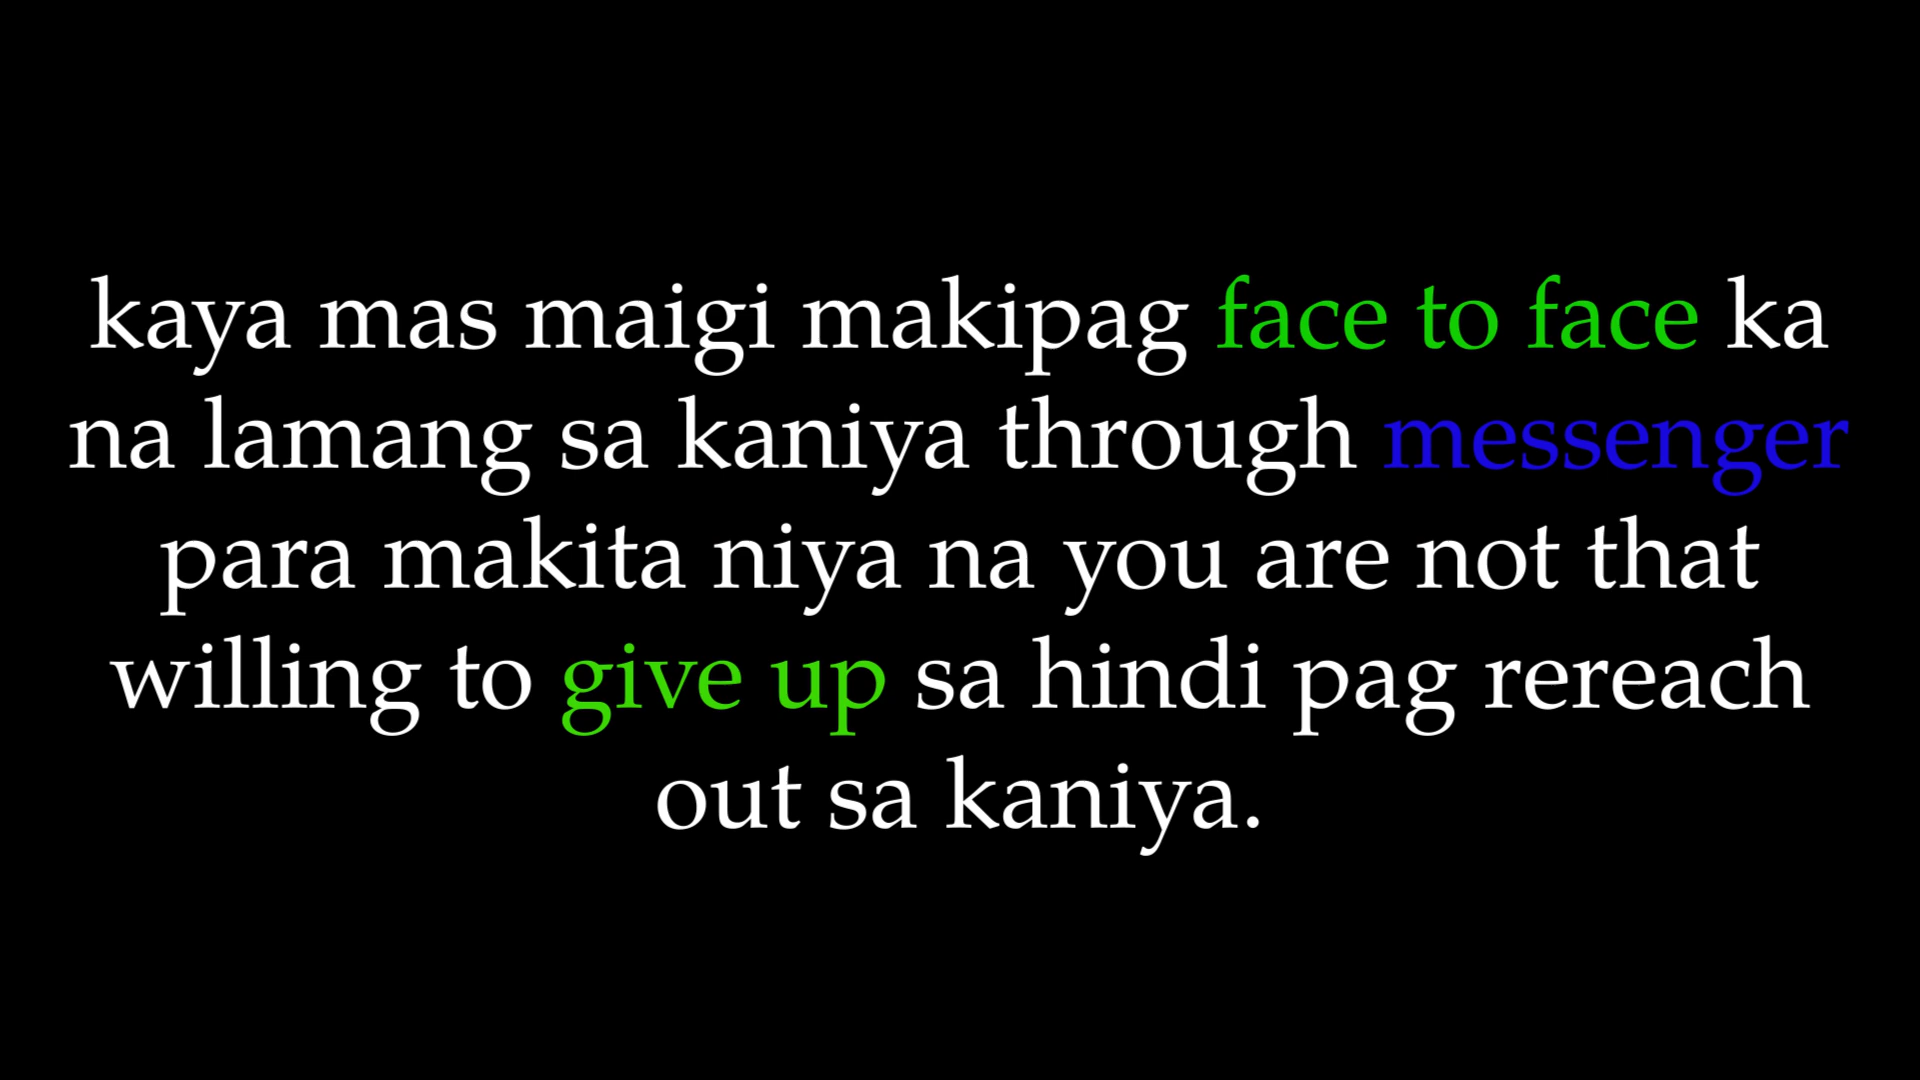 kaya mas maigi makipag face to face ka
na lamang sa kaniya through messenger
para makita niya na you are not that
willing to give up sa hindi pag rereach
out sa kaniya.